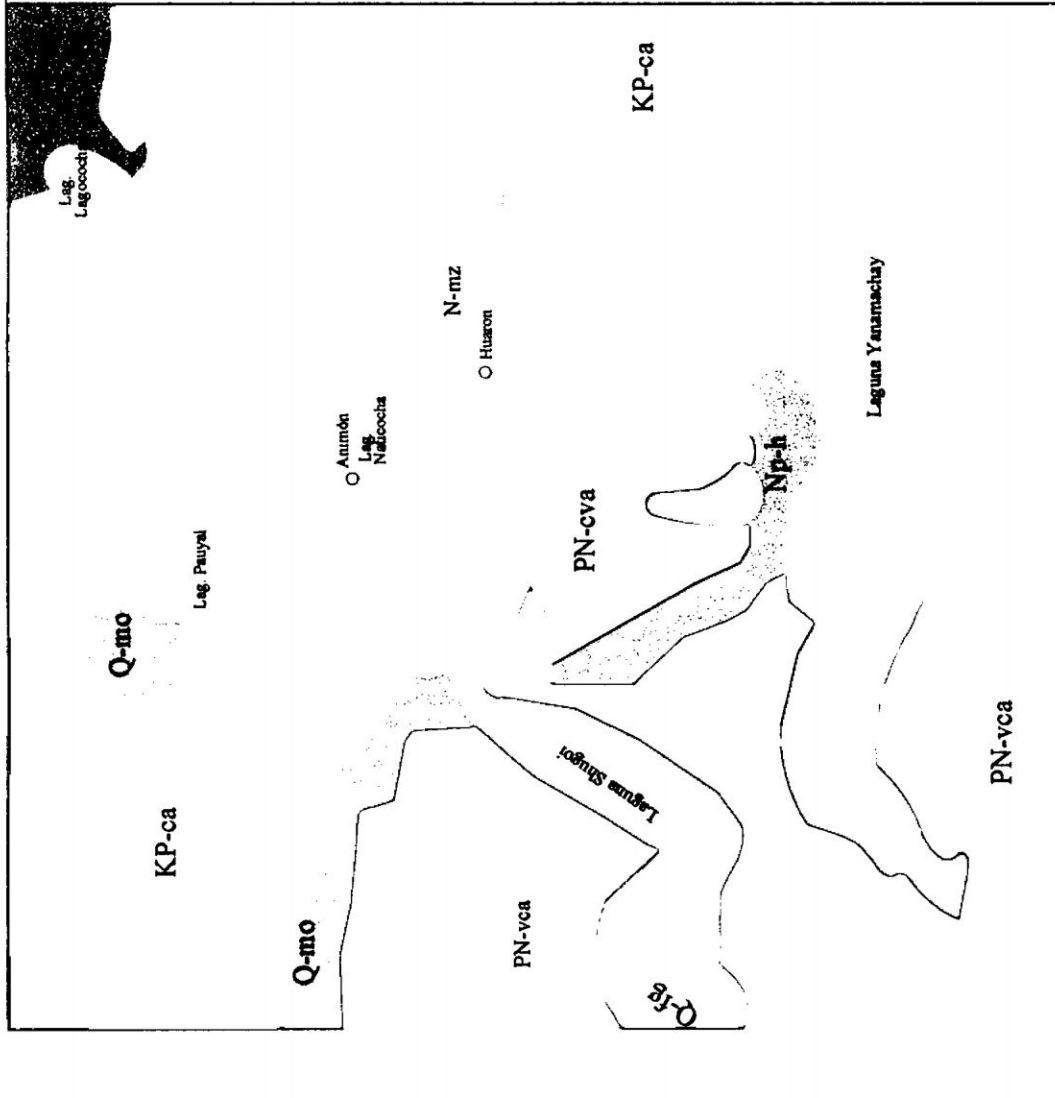 Lag.
Lagococha
KP-ca
N-mz
Huaron
Animón
Lag.
Naticocha
Lag. Pauyal
Q-mo
KP-ca
Q-mo
PN-cva
Np-h
Laguna Yanamachay
Laguna Shugoi
PN-vca
Q-fg
PN-vca